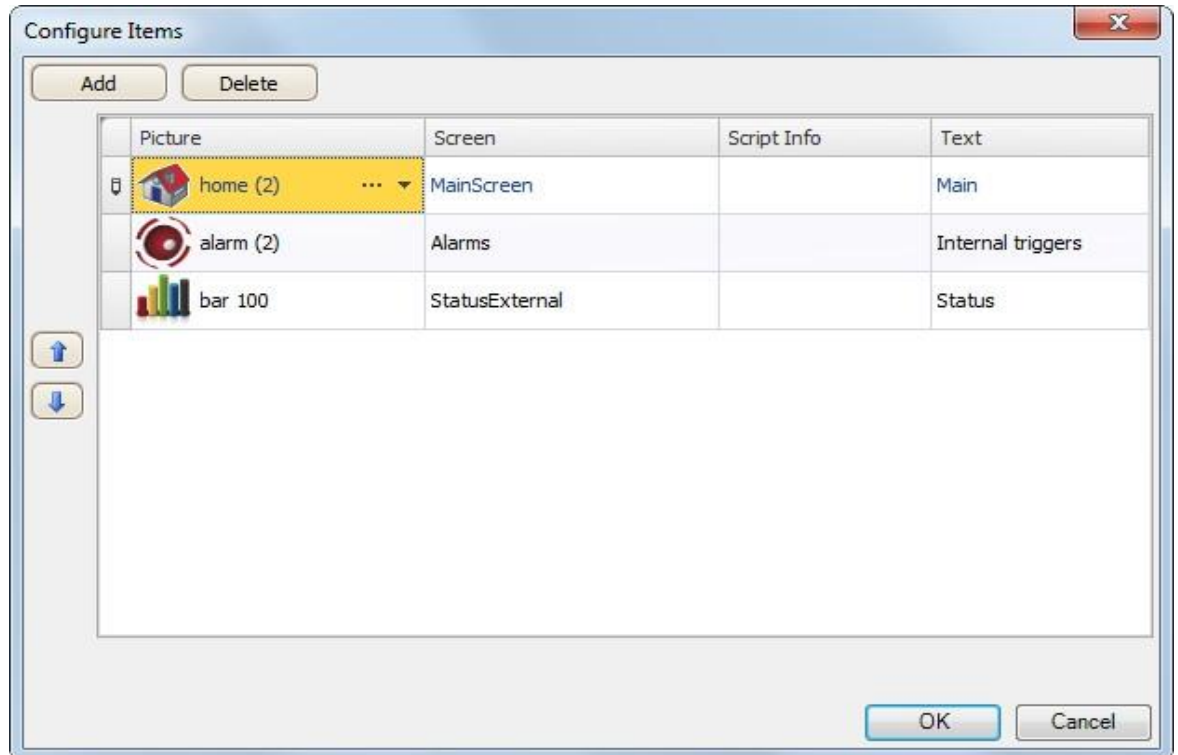 Configure Items
Add Delete
Picture Screen Script Info Text
home (2) ... MainScreen Main
alarm (2) Alarms Internal triggers
bar 100 StatusExternal Status
OK Cancel